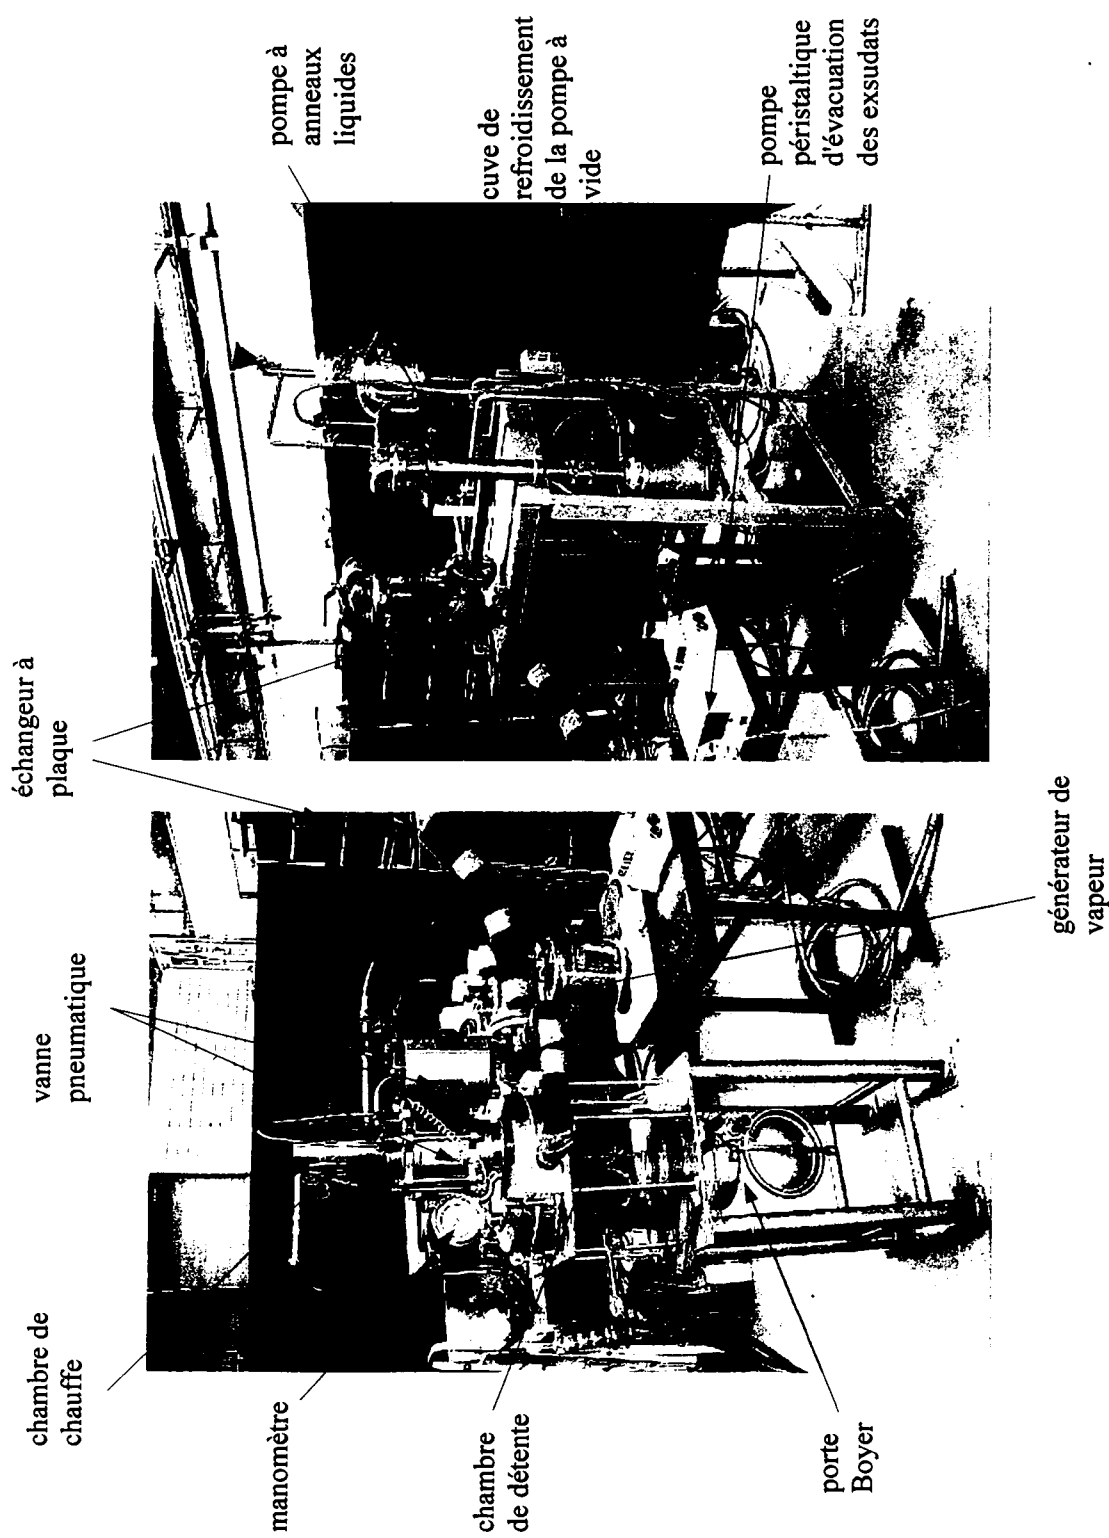 chambre de
chauffe
vanne
pneumatique
échangeur à
plaque
manomètre
pompe à
anneaux
liquides
chambre
de détente
cuve de
refroidissement
de la pompe à
vide
porte
Boyer
pompe
péristaltique
d'évacuation
des exsudats
générateur de
vapeur